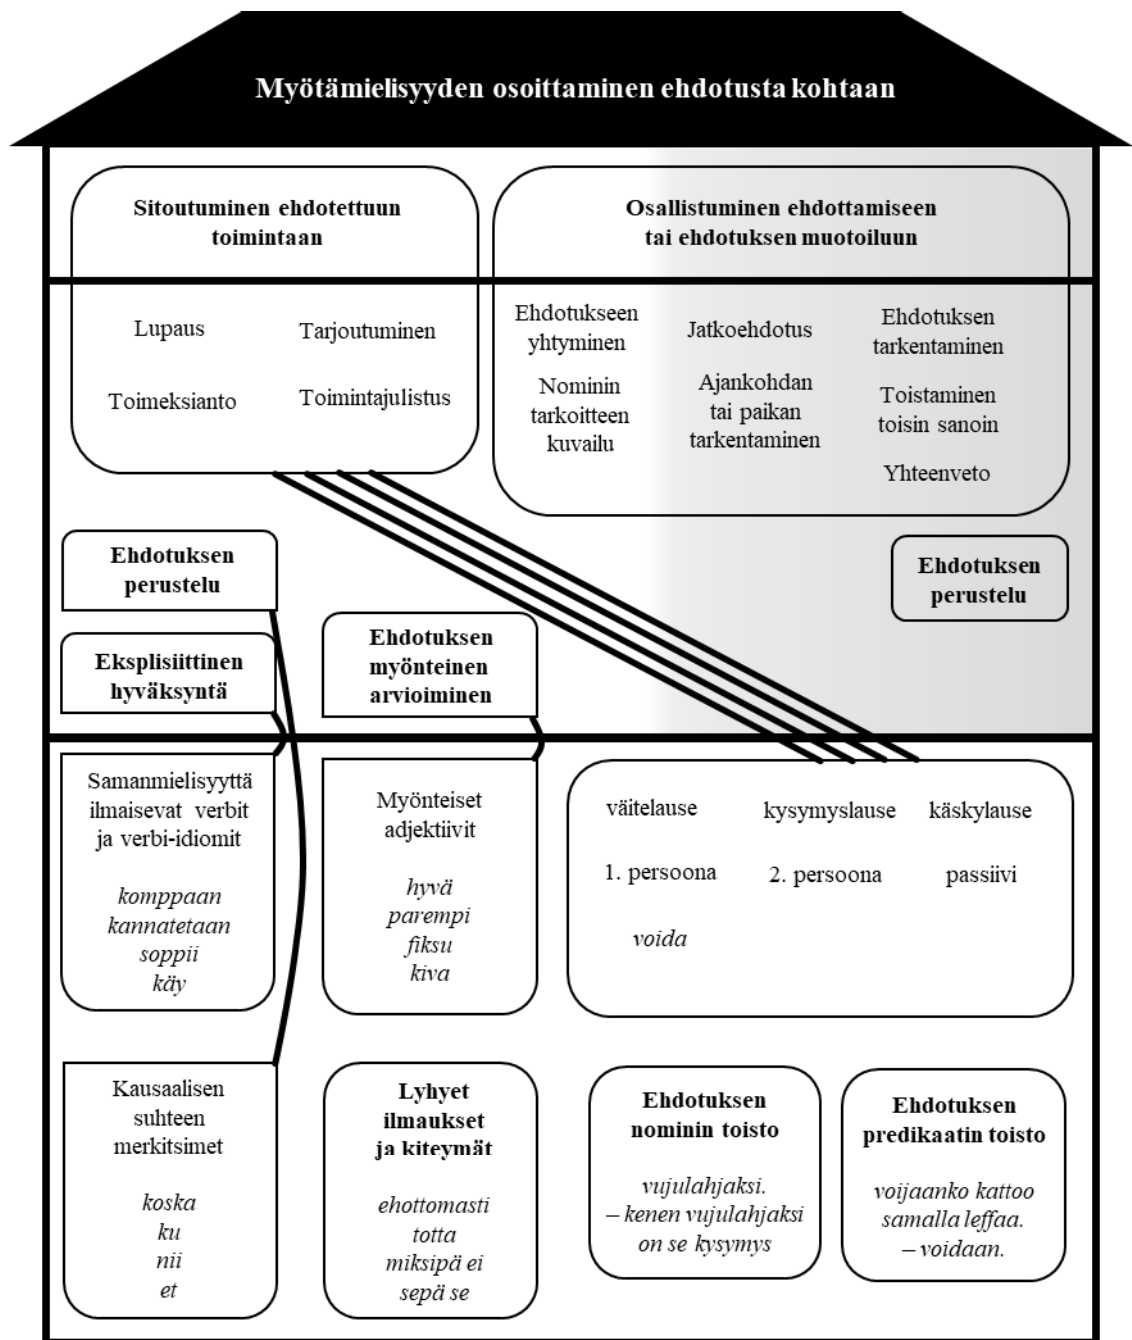 Myötämielisyyden osoittaminen ehdotusta kohtaan
Sitoutuminen ehdotettuun
toimintaan
Osallistuminen ehdottamiseen
tai ehdotuksen muotoiluun
Lupaus
Tarjoutuminen
Toimeksianto
Toimintajulistus
Ehdotukseen
yhtyminen
Jatkoehdotus
Ehdotuksen
tarkentaminen
Nominin
tarkoitteen
kuvailu
Ajankohdan
tai paikan
tarkentaminen
Toistaminen
toisin sanoin
Yhteenveto
Ehdotuksen
perustelu
Ehdotuksen
perustelu
Eksplisiittinen
hyväksyntä
Ehdotuksen
myönteinen
arvioiminen
Samanmielisyyttä
ilmaisevat verbit
ja verbi-idiomit
komppaan
kannatetaan
soppii
käy
Myönteiset
adjektiivit
hyvä
parempi
fiksu
kiva
väitelause
kysymyslause
käskylause
1. persoona
2. persoona
passiivi
voida
Kausaalisen
suhteen
merkitsimet
koska
ku
nii
et
Lyhyet
ilmaukset
ja kiteymät
ehottomasti
totta
miksipä ei
sepä se
Ehdotuksen
nominin toisto
vujulahjaksi.
– kenen vujulahjaksi
on se kysymys
Ehdotuksen
predikaatin toisto
voijaanko kattoo
samalla leffaa.
– voidaan.